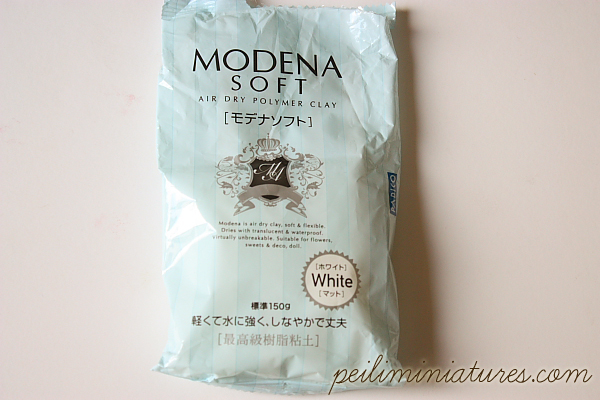 MODENA
SOFT
AIR DRY POLYMER CLAY
[モデナソフト]
Modena is air dry clay, soft & flexible.
Dries with translucent & waterproof.
Virtually unbreakable. Suitable for flowers,
sweets & deco, doll.
PADICO
[ホワイト]
White
[マット]
標準150g
軽くて水に強く、しなやかで丈夫
[最高級樹脂粘土]
peiliminiatures.com